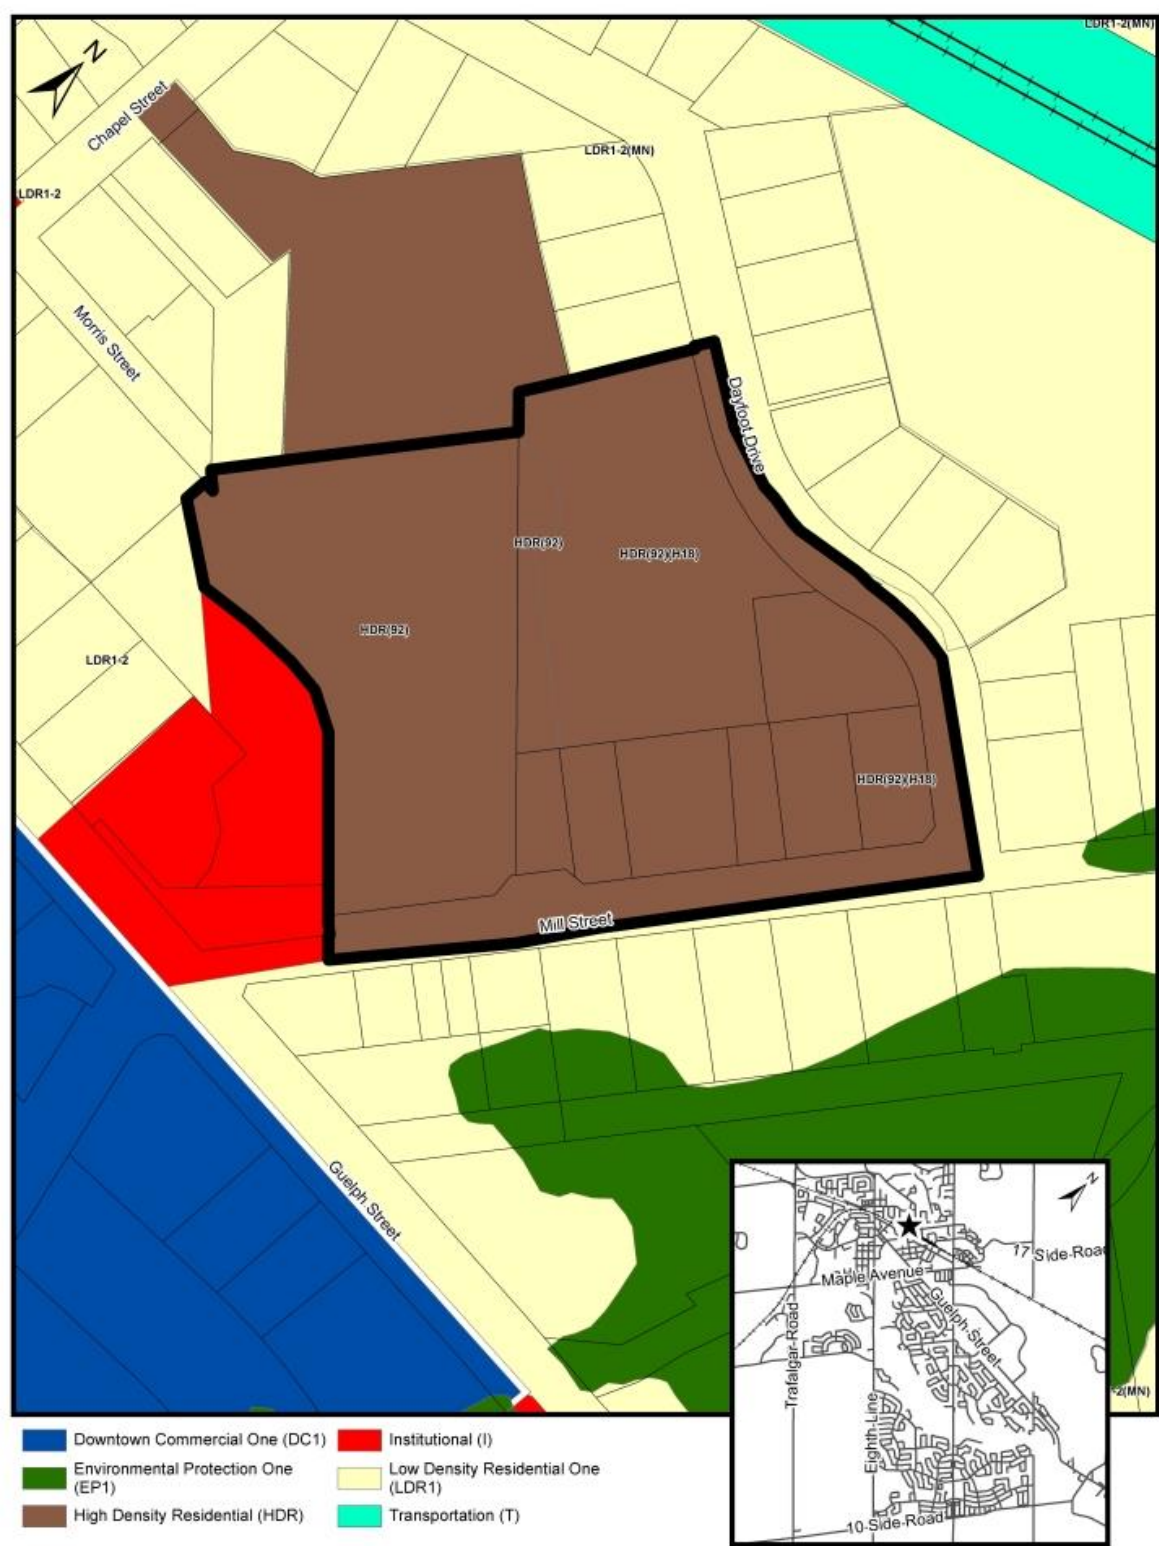 LDR1-2(MN)
N
Chapel Street
LDR1-2(MN)
LDR1-2
Morris Street
Dayfoot Drive
HDR(92)
HDR(92)(H18)
HDR(92)
LDR1-2
HDR(92)(H18)
Mill Street
Guelph Street
N
17 Side Road
Maple Avenue
Guelph Street
Trafalgar Road
Eighth Line
10 Side Road
-2(MN)
Downtown Commercial One (DC1)
Environmental Protection One
(EP1)
High Density Residential (HDR)
Institutional (I)
Low Density Residential One
(LDR1)
Transportation (T)